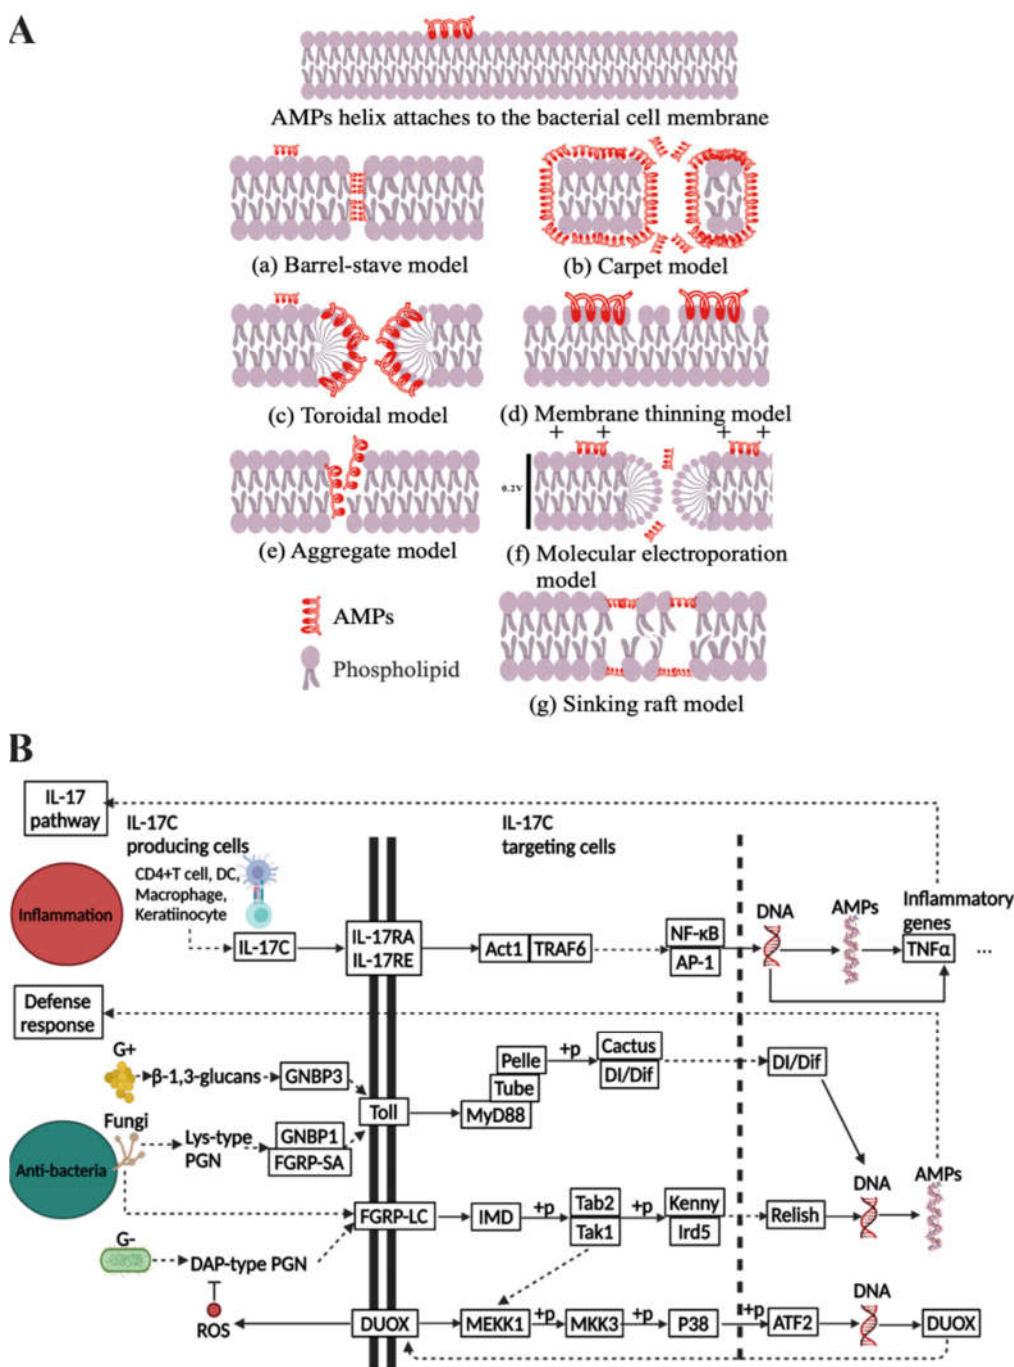 A
AMPs helix attaches to the bacterial cell membrane
(a) Barrel-stave model
(b) Carpet model
(c) Toroidal model
(d) Membrane thinning model
+ + + +
0.2V
(e) Aggregate model
(f) Molecular electroporation
model
AMPs
Phospholipid
(g) Sinking raft model
B
IL-17
pathway
IL-17C
producing cells
IL-17C
targeting cells
CD4+T cell, DC,
Macrophage,
Keratiinocyte
Inflammation
IL-17C
IL-17RA
IL-17RE
Act1
TRAF6
NF-κB
AP-1
DNA
AMPs
Inflammatory
genes
TNFα
...
Defense
response
G+
β-1,3-glucans
GNBP3
Toll
Pelle
Tube
MyD88
+p
Cactus
Dl/Dif
Dl/Dif
Fungi
Anti-bacteria
Lys-type
PGN
GNBP1
FGRP-SA
DNA
AMPs
FGRP-LC
IMD
+p
Tab2
Tak1
+p
Kenny
Ird5
Relish
G-
DAP-type PGN
ROS
DUOX
MEKK1
+p
MKK3
+p
P38
+p
ATF2
DNA
DUOX